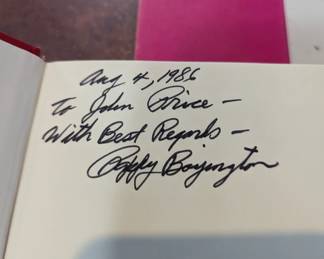 Aug 4, 1986
To John Price –
With Best Regards –
Pappy Boyington